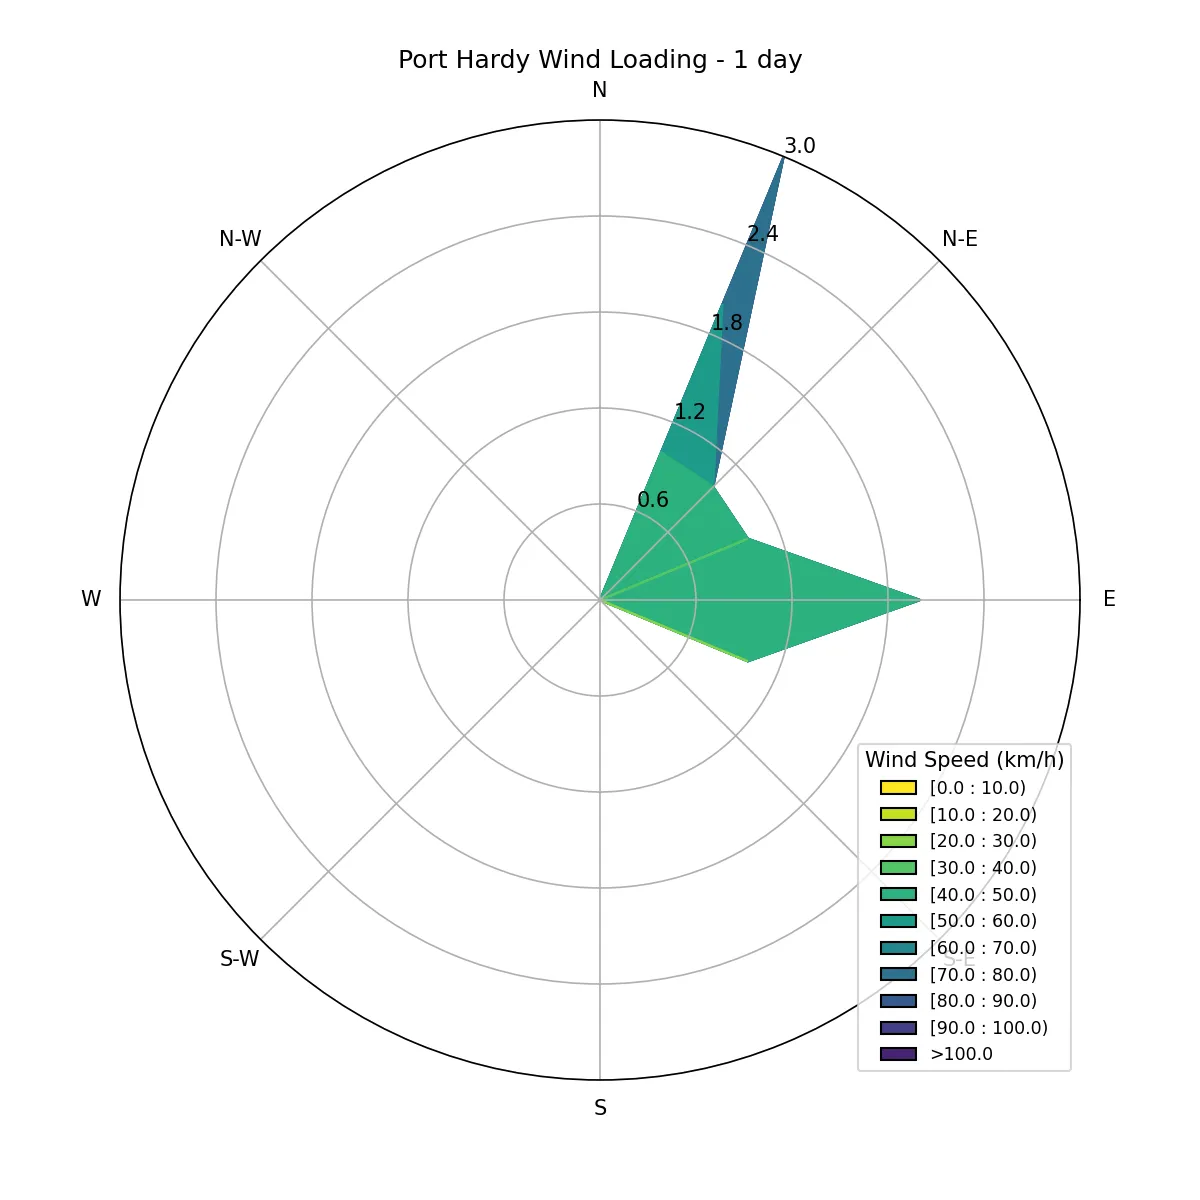 Port Hardy Wind Loading - 1 day
N
3.0
2.4
N-W
N-E
1.8
1.2
0.6
W
E
Wind Speed (km/h)
[0.0 : 10.0)
[10.0 : 20.0)
[20.0 : 30.0)
[30.0 : 40.0)
[40.0 : 50.0)
[50.0 : 60.0)
[60.0 : 70.0)
[70.0 : 80.0)
[80.0 : 90.0)
[90.0 : 100.0)
>100.0
S-W
S-E
S